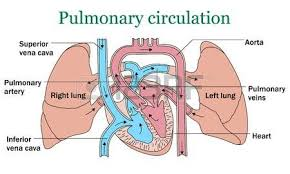 Pulmonary circulation
Superior
vena cava
Aorta
Pulmonary
artery
Right lung
Left lung
Pulmonary
veins
Inferior
vena cava
Heart